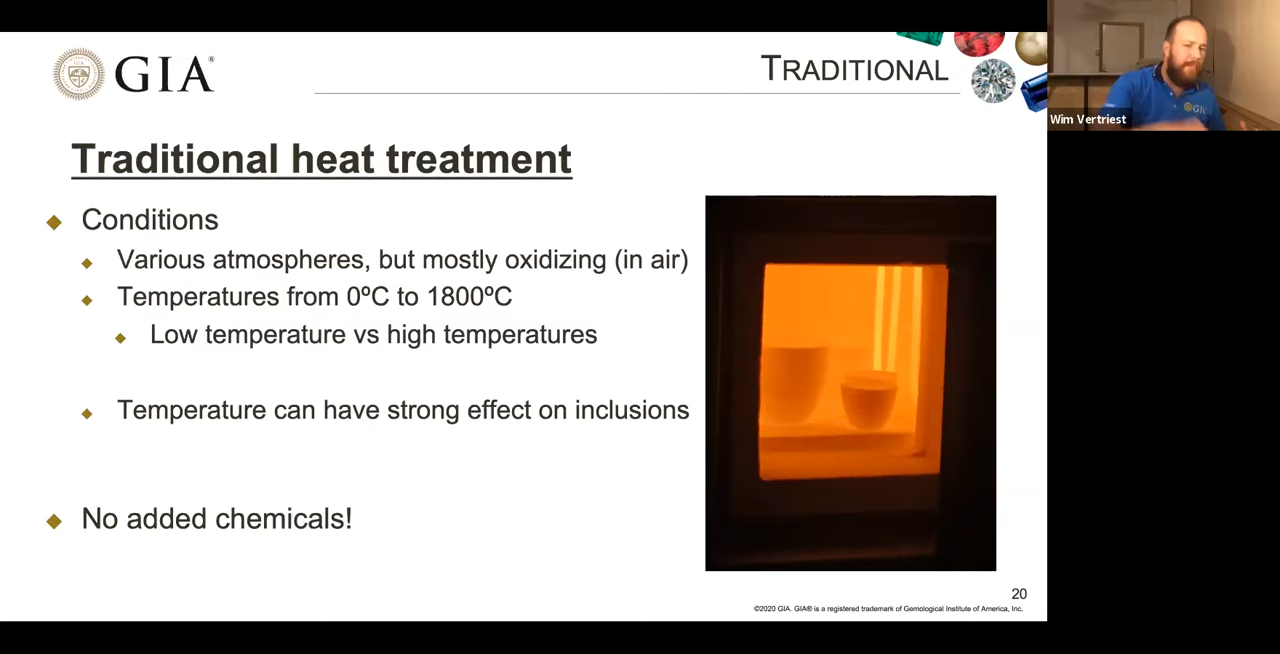 GIA®
TRADITIONAL
Wim Vertriest
Traditional heat treatment
Conditions
Various atmospheres, but mostly oxidizing (in air)
Temperatures from 0ºC to 1800ºC
Low temperature vs high temperatures
Temperature can have strong effect on inclusions
No added chemicals!
20
©2020 GIA. GIA® is a registered trademark of Gemological Institute of America, Inc.